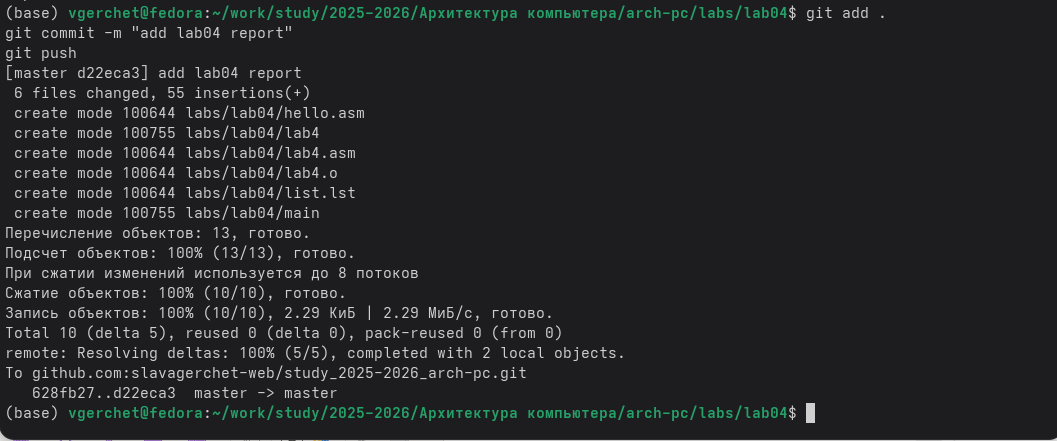 (base) vgerchet@fedora:~/work/study/2025-2026/Архитектура компьютера/arch-pc/labs/lab04$ git add .
git commit -m "add lab04 report"
git push
[master d22eca3] add lab04 report
 6 files changed, 55 insertions(+)
 create mode 100644 labs/lab04/hello.asm
 create mode 100755 labs/lab04/lab4
 create mode 100644 labs/lab04/lab4.asm
 create mode 100644 labs/lab04/lab4.o
 create mode 100644 labs/lab04/list.lst
 create mode 100755 labs/lab04/main
Перечисление объектов: 13, готово.
Подсчет объектов: 100% (13/13), готово.
При сжатии изменений используется до 8 потоков
Сжатие объектов: 100% (10/10), готово.
Запись объектов: 100% (10/10), 2.29 КиБ | 2.29 МиБ/с, готово.
Total 10 (delta 5), reused 0 (delta 0), pack-reused 0 (from 0)
remote: Resolving deltas: 100% (5/5), completed with 2 local objects.
To github.com:slavagerchet-web/study_2025-2026_arch-pc.git
   628fb27..d22eca3  master -> master
(base) vgerchet@fedora:~/work/study/2025-2026/Архитектура компьютера/arch-pc/labs/lab04$